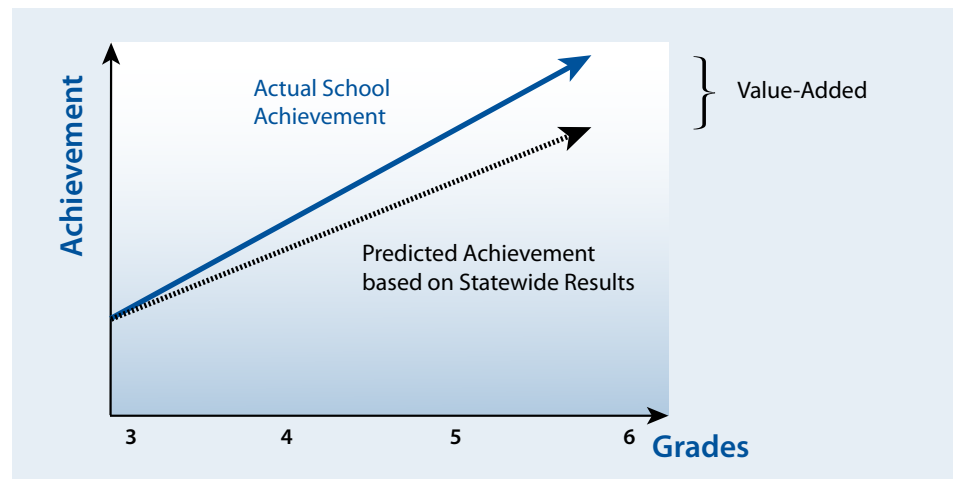 Achievement
Actual School
Achievement
Value-Added
Predicted Achievement
based on Statewide Results
3 4 5 6
Grades